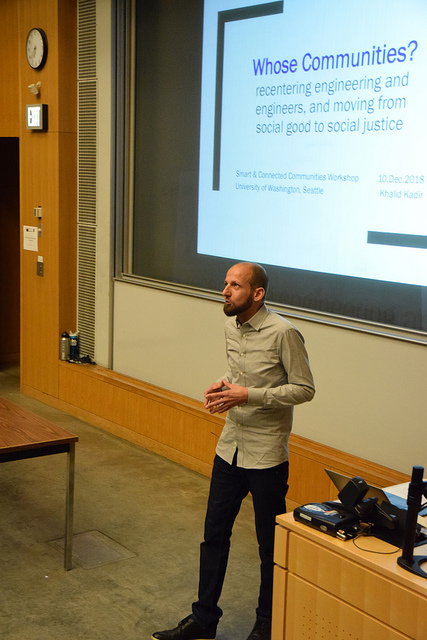 Whose Communities?
recentering engineering and
engineers, and moving from
social good to social justice
Smart & Connected Communities Workshop
University of Washington, Seattle
10.Dec.2018
Khalid Kadir